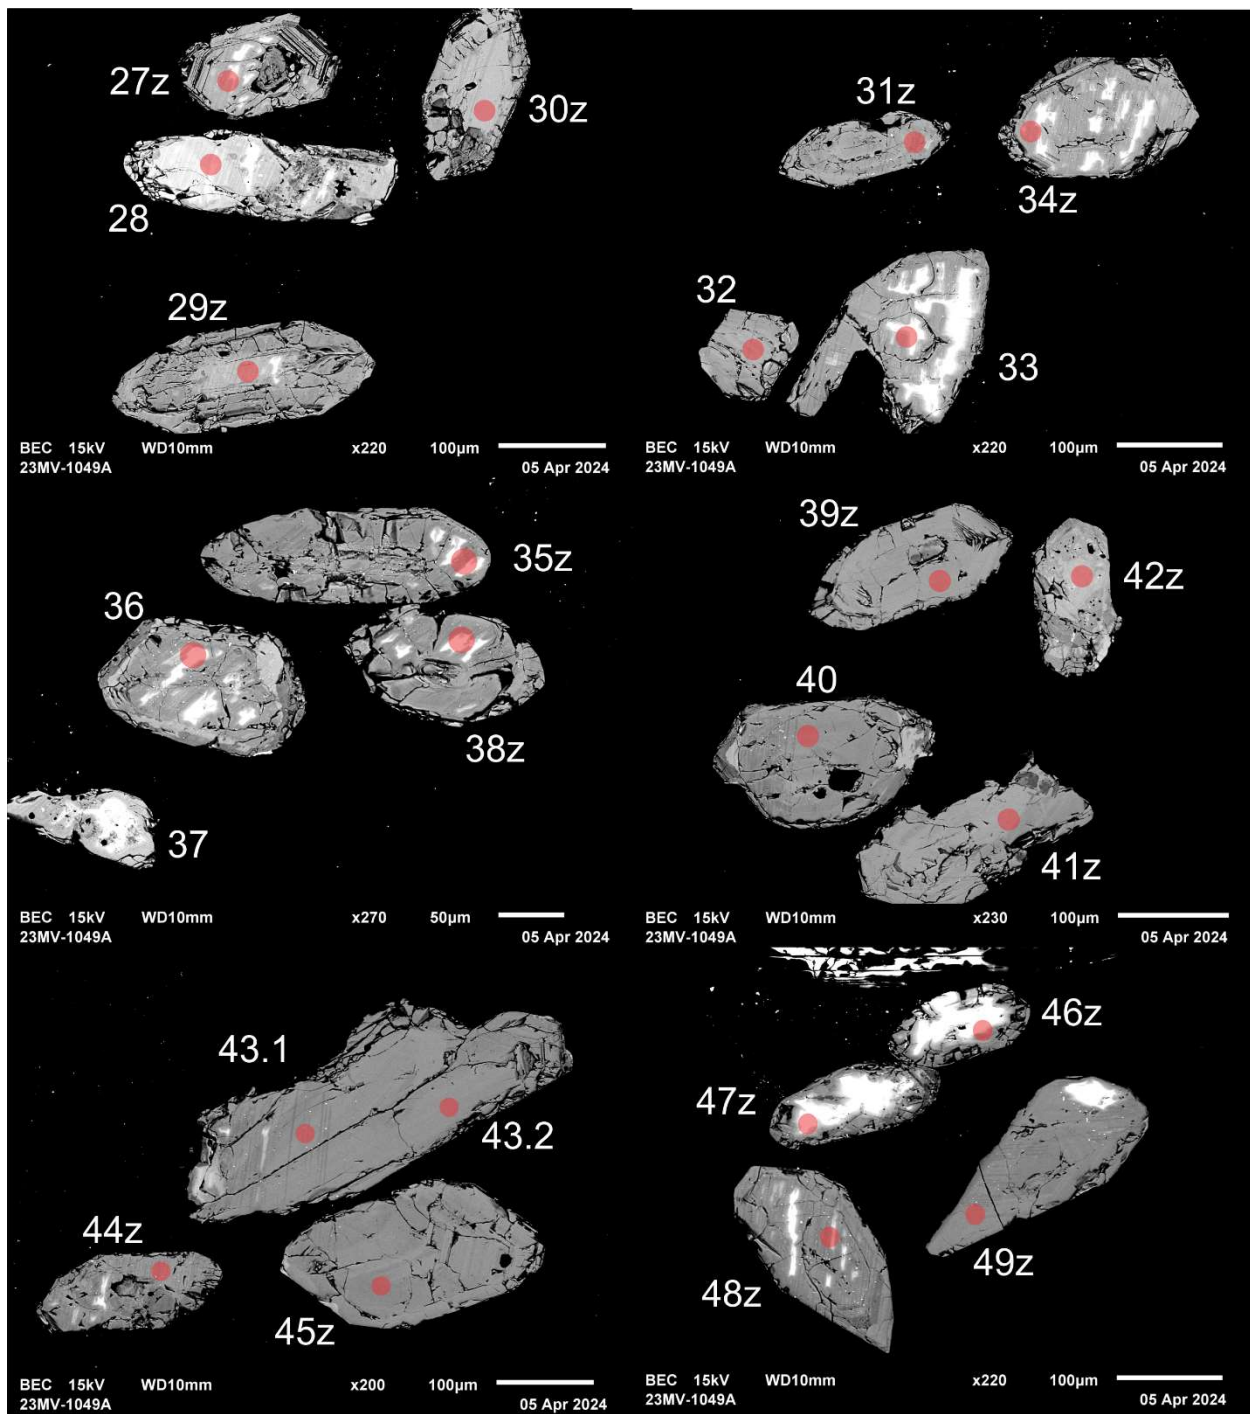 27z
30z
28
29z
BEC 15kV WD10mm x220 100µm
23MV-1049A 05 Apr 2024
31z
34z
32
33
BEC 15kV WD10mm x220 100µm
23MV-1049A 05 Apr 2024
35z
36
38z
37
BEC 15kV WD10mm x270 50µm
23MV-1049A 05 Apr 2024
39z
42z
40
41z
BEC 15kV WD10mm x230 100µm
23MV-1049A 05 Apr 2024
43.1
43.2
44z
45z
BEC 15kV WD10mm x200 100µm
23MV-1049A 05 Apr 2024
46z
47z
48z
49z
BEC 15kV WD10mm x220 100µm
23MV-1049A 05 Apr 2024